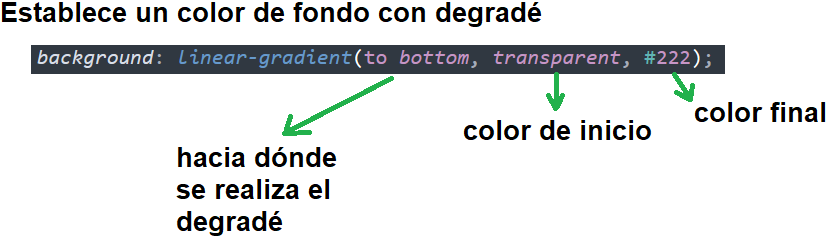 Establece un color de fondo con degradé
background: linear-gradient(to bottom, transparent, #222);
hacia dónde
se realiza el
degradé
color de inicio
color final